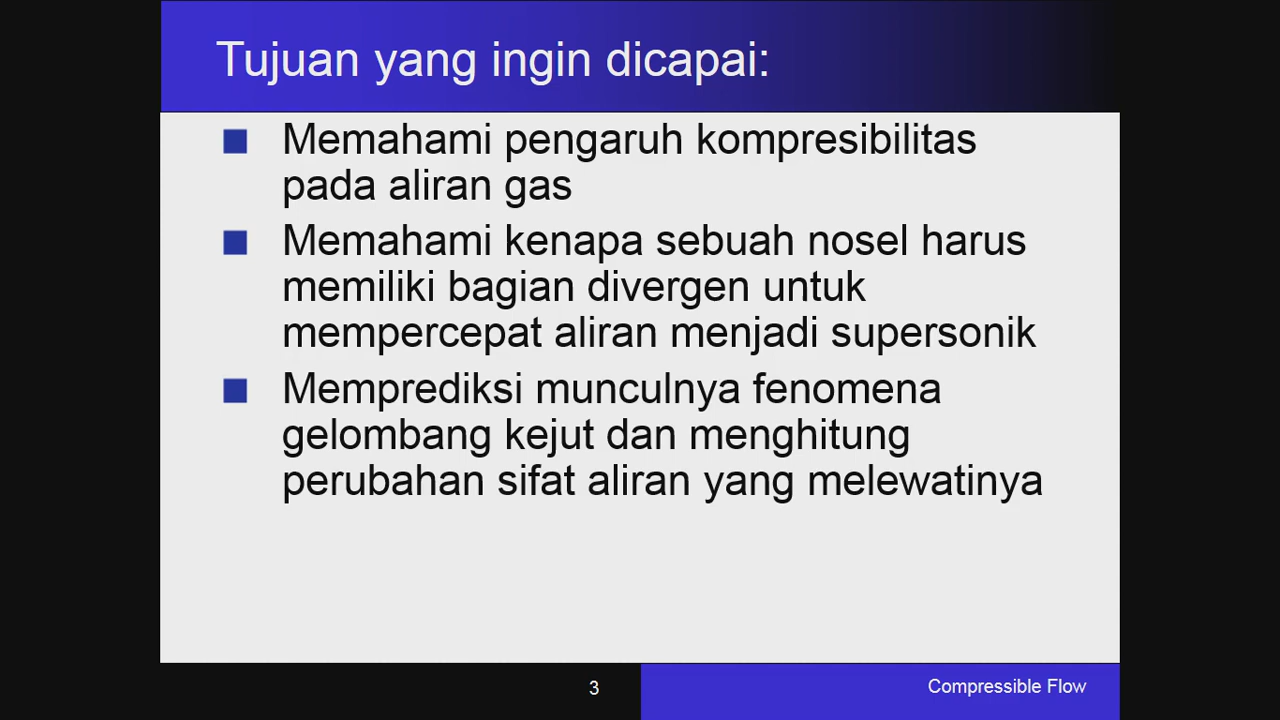 Tujuan yang ingin dicapai:
Memahami pengaruh kompresibilitas
pada aliran gas
Memahami kenapa sebuah nosel harus
memiliki bagian divergen untuk
mempercepat aliran menjadi supersonik
Memprediksi munculnya fenomena
gelombang kejut dan menghitung
perubahan sifat aliran yang melewatinya
3
Compressible Flow